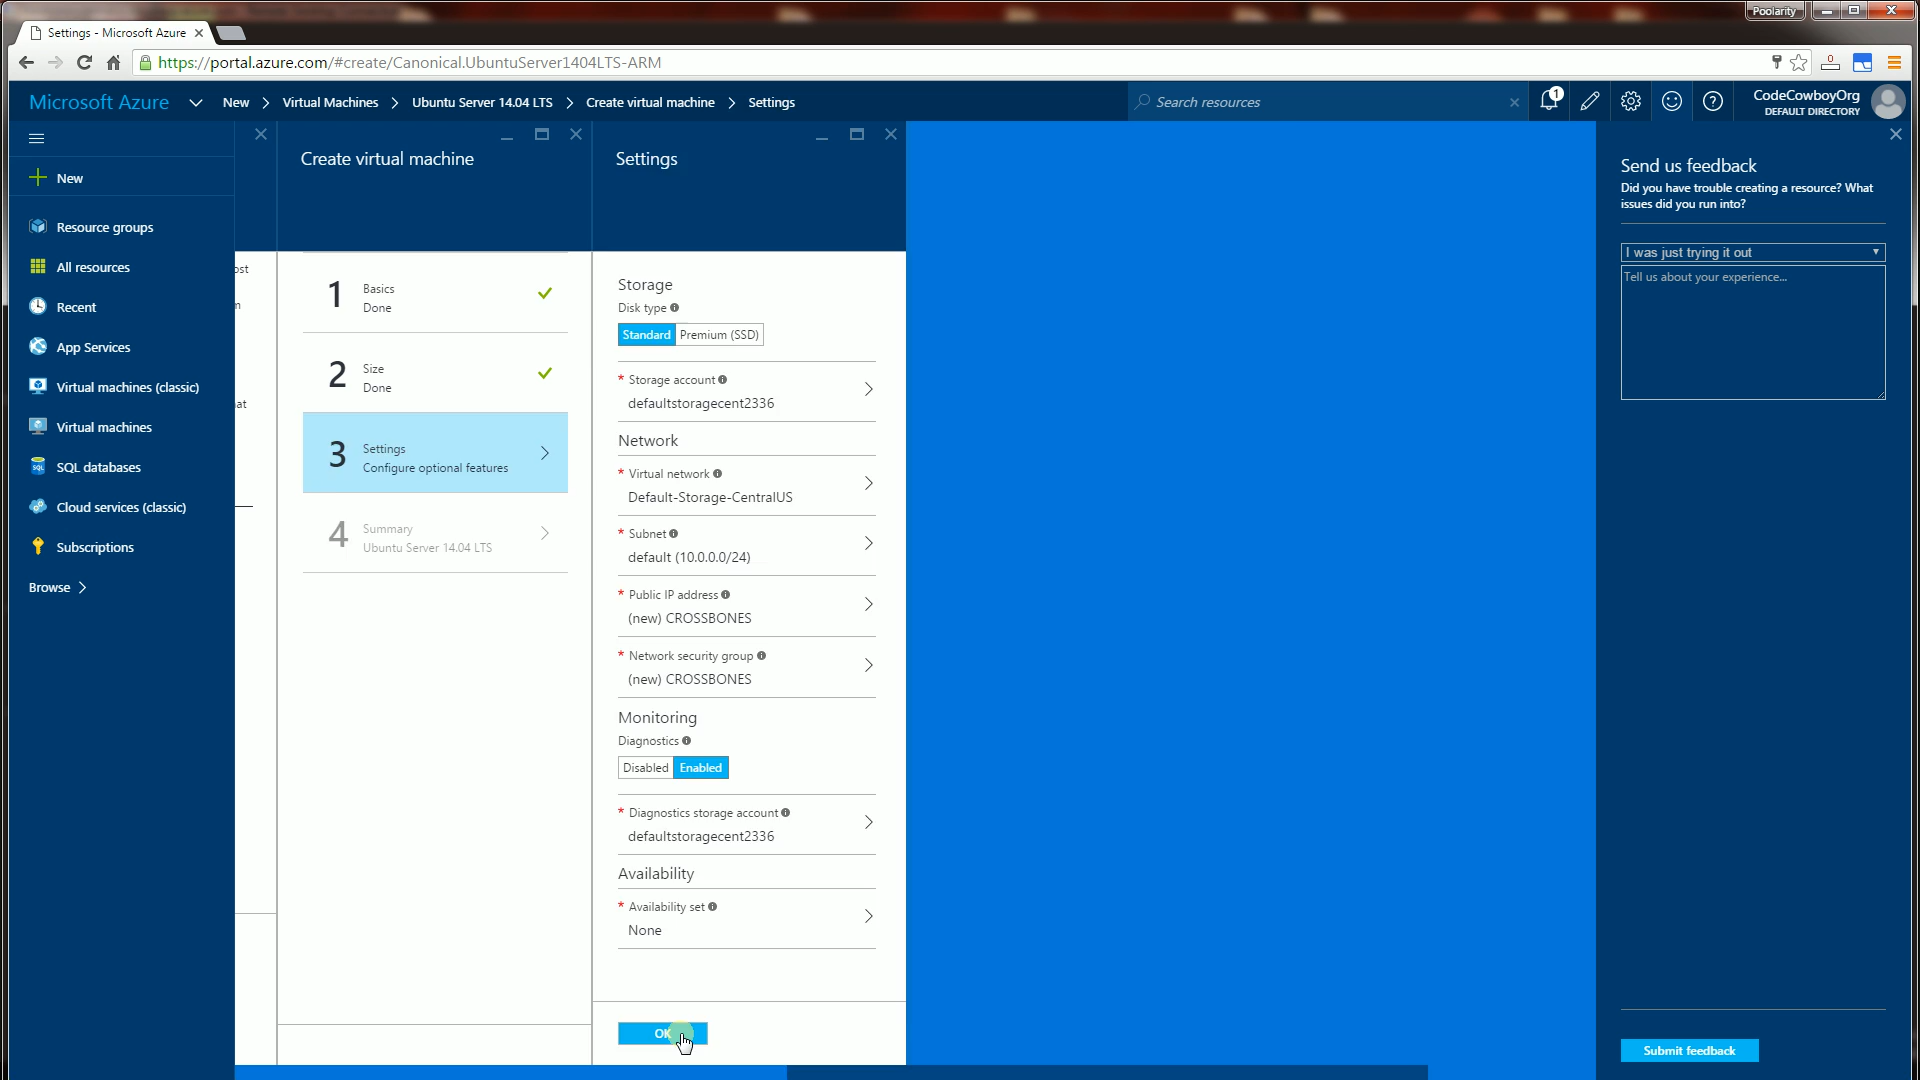 Poolarity
Settings - Microsoft Azure
https://portal.azure.com/#create/Canonical.UbuntuServer1404LTS-ARM
Microsoft Azure New Virtual Machines Ubuntu Server 14.04 LTS Create virtual machine Settings
Search resources
1
CodeCowboyOrg
DEFAULT DIRECTORY
New
Resource groups
All resources
Recent
App Services
Virtual machines (classic)
Virtual machines
SQL databases
Cloud services (classic)
Subscriptions
Browse
Create virtual machine
1
Basics
Done
2
Size
Done
3
Settings
Configure optional features
4
Summary
Ubuntu Server 14.04 LTS
Settings
Storage
Disk type
Standard Premium (SSD)
* Storage account
defaultstoragecent2336
Network
* Virtual network
Default-Storage-CentralUS
* Subnet
default (10.0.0.0/24)
* Public IP address
(new) CROSSBONES
* Network security group
(new) CROSSBONES
Monitoring
Diagnostics
Disabled Enabled
* Diagnostics storage account
defaultstoragecent2336
Availability
* Availability set
None
OK
Send us feedback
Did you have trouble creating a resource? What
issues did you run into?
I was just trying it out
Tell us about your experience...
Submit feedback